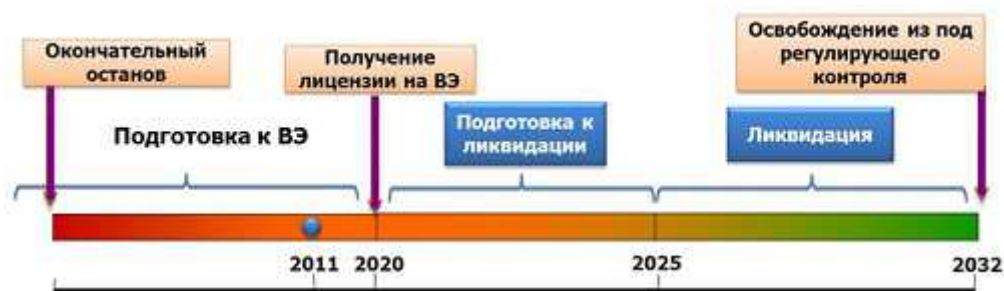 Окончательный
останов
Получение
лицензии на ВЭ
Освобождение из под
регулирующего
контроля
Подготовка к ВЭ
Подготовка к
ликвидации
Ликвидация
2011
2020
2025
2032